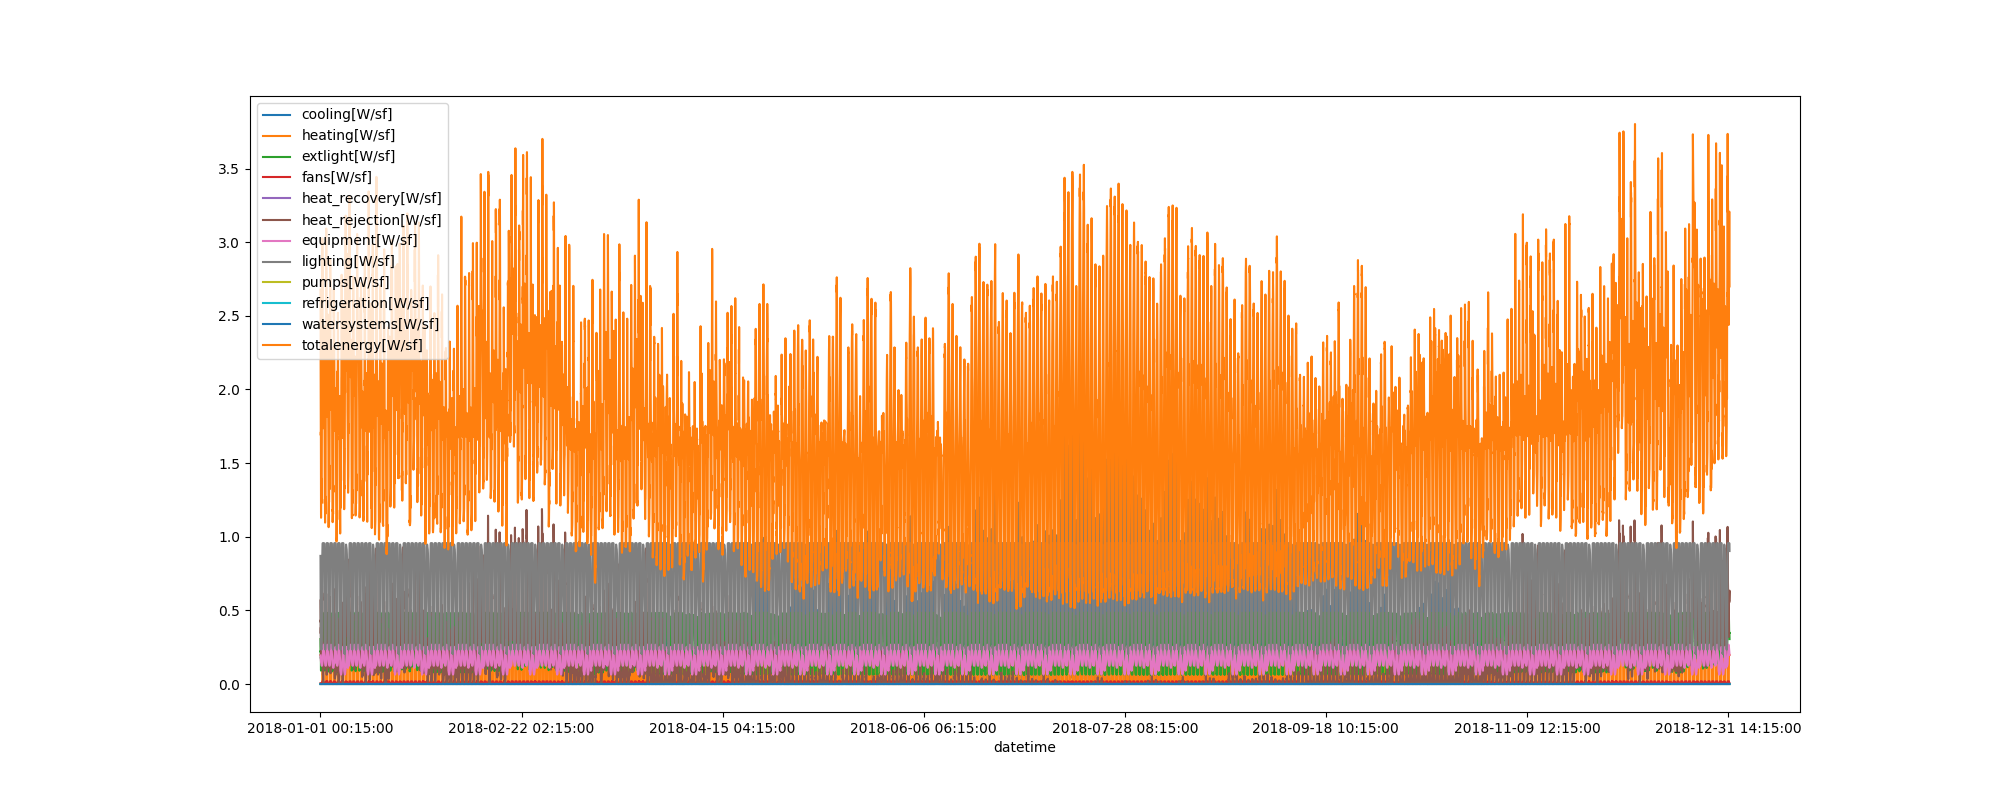 cooling[W/sf]
heating[W/sf]
extlight[W/sf]
fans[W/sf]
heat_recovery[W/sf]
heat_rejection[W/sf]
equipment[W/sf]
lighting[W/sf]
pumps[W/sf]
refrigeration[W/sf]
watersystems[W/sf]
totalenergy[W/sf]
3.5
3.0
2.5
2.0
1.5
1.0
0.5
0.0
2018-01-01 00:15:00 2018-02-22 02:15:00 2018-04-15 04:15:00 2018-06-06 06:15:00 2018-07-28 08:15:00 2018-09-18 10:15:00 2018-11-09 12:15:00 2018-12-31 14:15:00
datetime